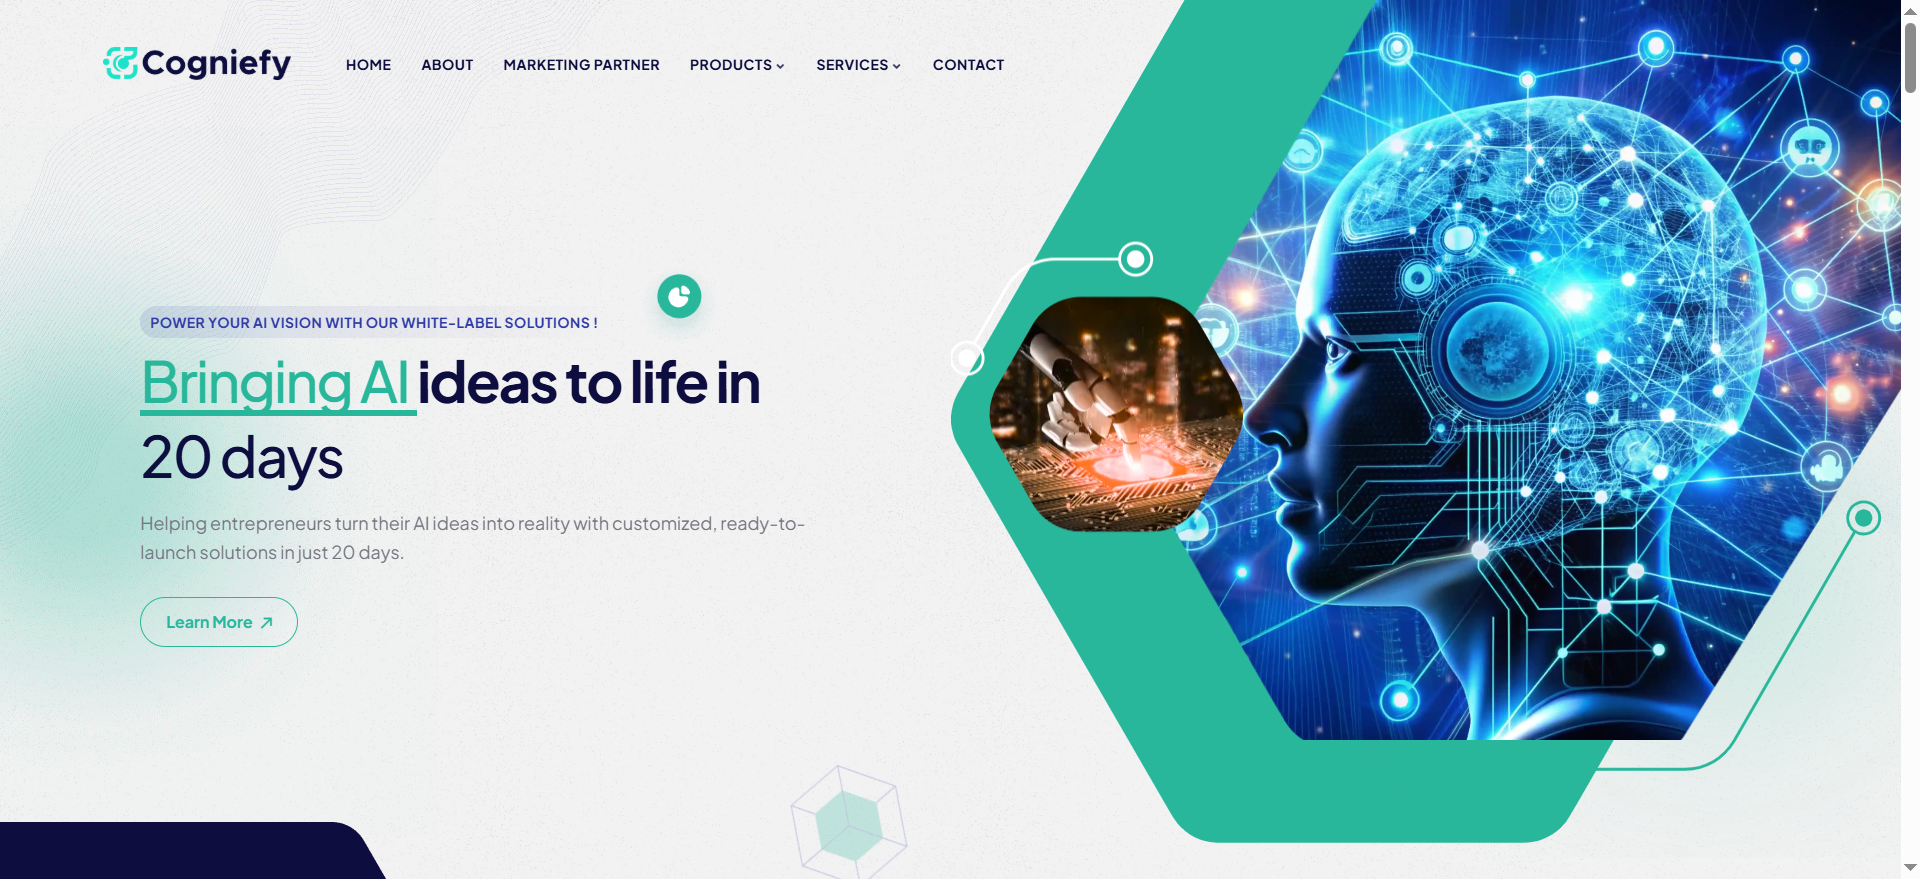 Cogniefy
HOME ABOUT MARKETING PARTNER PRODUCTS SERVICES CONTACT
POWER YOUR AI VISION WITH OUR WHITE-LABEL SOLUTIONS !
Bringing AI ideas to life in
20 days
Helping entrepreneurs turn their AI ideas into reality with customized, ready-to-
launch solutions in just 20 days.
Learn More